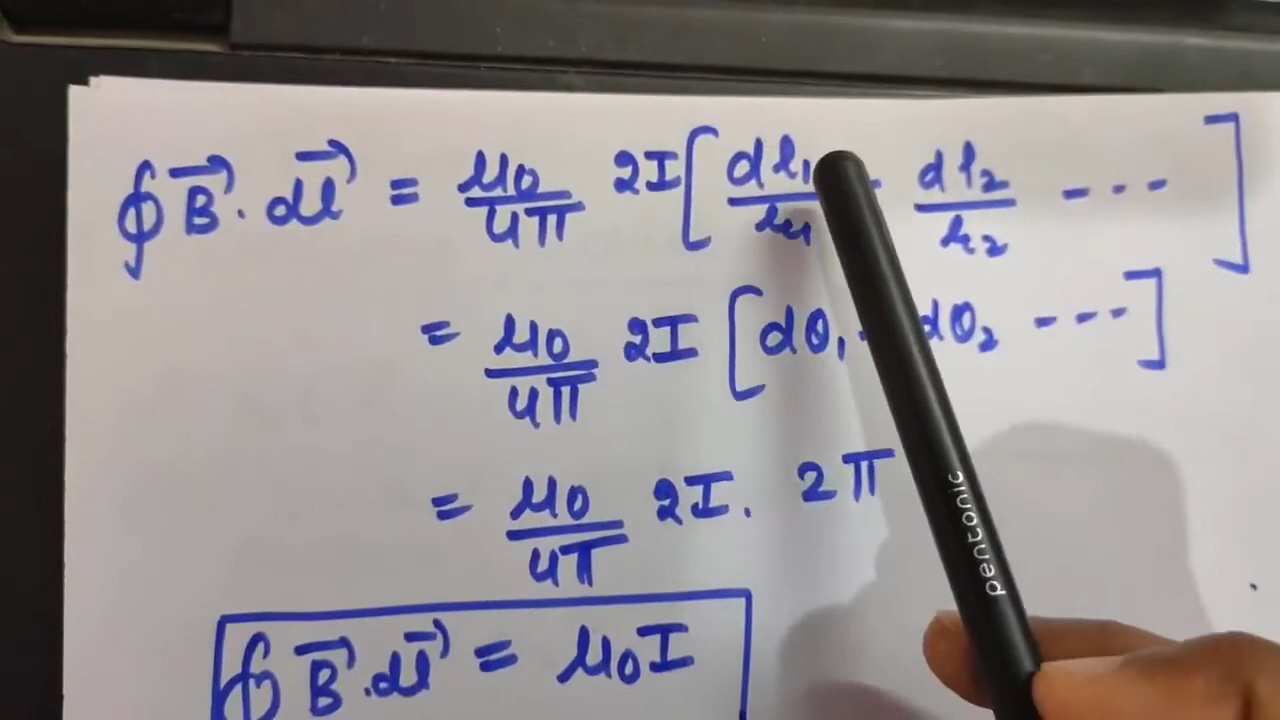 ∮ B⃗ . dl⃗ = μ0/4π 2I [ dl₁/r₁ + dl₂/r₂ ---- ]
= μ0/4π 2I [ dθ₁ + dθ₂ ---- ]
= μ0/4π 2I . 2π
∮ B⃗ . dl⃗ = μ0I
pentonic